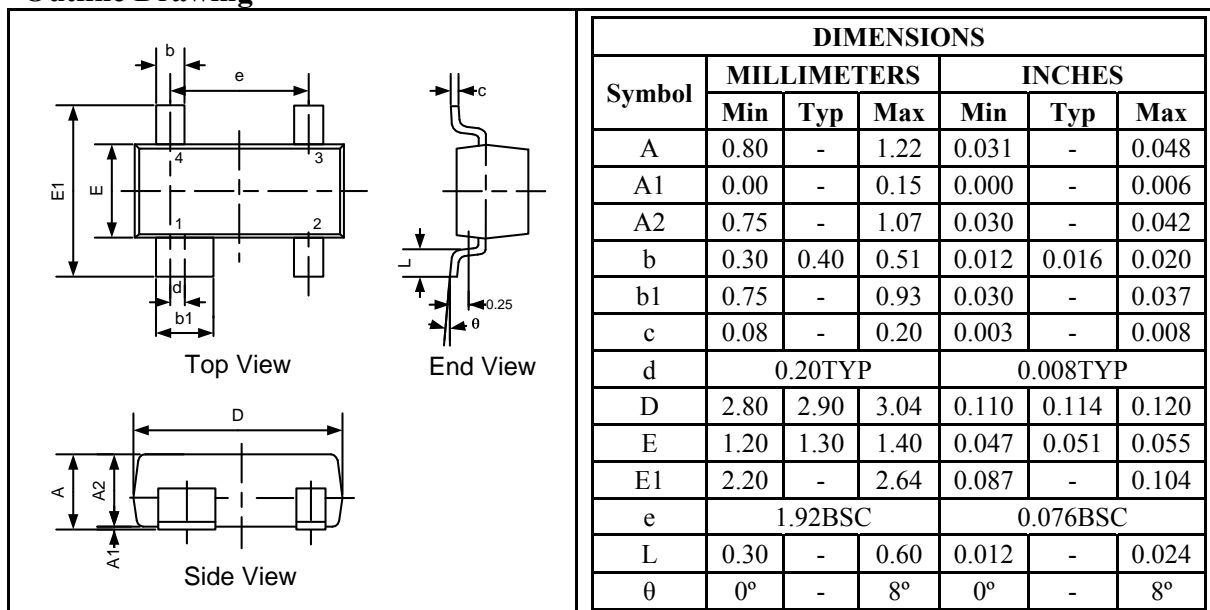 b
e
c
4
3
E1
E
1
2
L
d
0.25
b1
θ
Top View
End View
D
A
A2
A1
Side View
DIMENSIONS
Symbol MILLIMETERS INCHES
Min Typ Max Min Typ Max
A 0.80 - 1.22 0.031 - 0.048
A1 0.00 - 0.15 0.000 - 0.006
A2 0.75 - 1.07 0.030 - 0.042
b 0.30 0.40 0.51 0.012 0.016 0.020
b1 0.75 - 0.93 0.030 - 0.037
c 0.08 - 0.20 0.003 - 0.008
d 0.20TYP 0.008TYP
D 2.80 2.90 3.04 0.110 0.114 0.120
E 1.20 1.30 1.40 0.047 0.051 0.055
E1 2.20 - 2.64 0.087 - 0.104
e 1.92BSC 0.076BSC
L 0.30 - 0.60 0.012 - 0.024
θ 0º - 8º 0º - 8º